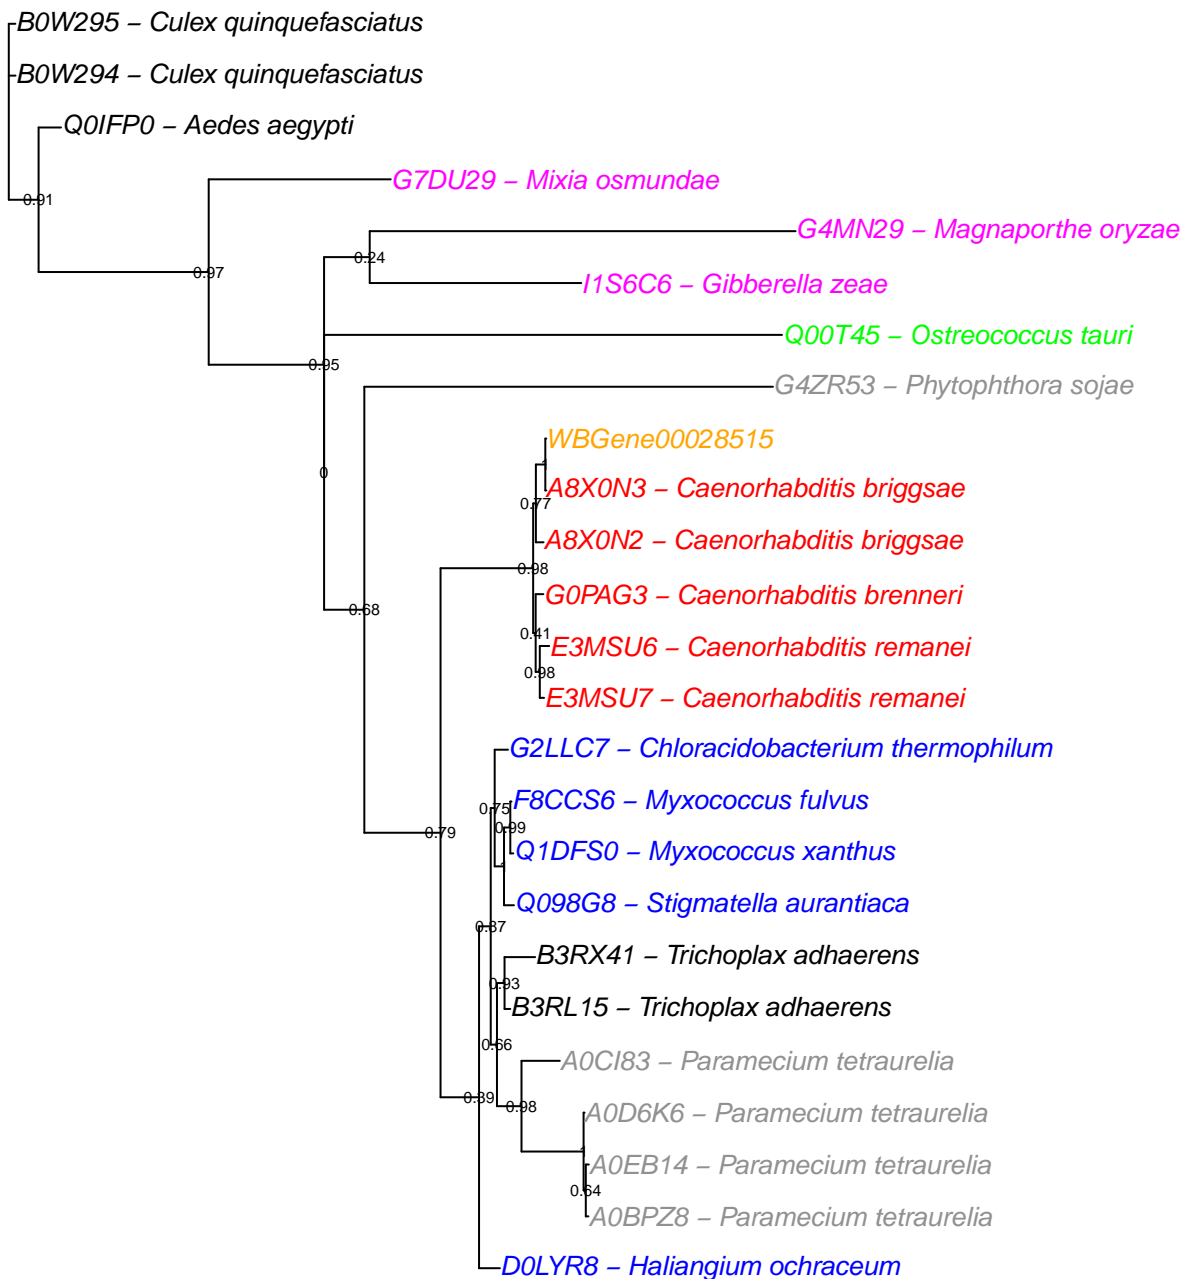 B0W295 – Culex quinquefasciatus
B0W294 – Culex quinquefasciatus
Q0IFP0 – Aedes aegypti
G7DU29 – Mixia osmundae
0.91
G4MN29 – Magnaporthe oryzae
0.24
0.97
I1S6C6 – Gibberella zeae
Q00T45 – Ostreococcus tauri
0.95
G4ZR53 – Phytophthora sojae
WBGene00028515
1
0
A8X0N3 – Caenorhabditis briggsae
0.77
A8X0N2 – Caenorhabditis briggsae
0.98
G0PAG3 – Caenorhabditis brenneri
0.68
0.41
E3MSU6 – Caenorhabditis remanei
0.98
E3MSU7 – Caenorhabditis remanei
G2LLC7 – Chloracidobacterium thermophilum
F8CCS6 – Myxococcus fulvus
0.75
0.99
0.79
Q1DFS0 – Myxococcus xanthus
1
Q098G8 – Stigmatella aurantiaca
0.37
B3RX41 – Trichoplax adhaerens
0.93
B3RL15 – Trichoplax adhaerens
0.66
A0CI83 – Paramecium tetraurelia
0.39
0.98
A0D6K6 – Paramecium tetraurelia
1
A0EB14 – Paramecium tetraurelia
0.64
A0BPZ8 – Paramecium tetraurelia
D0LYR8 – Haliangium ochraceum